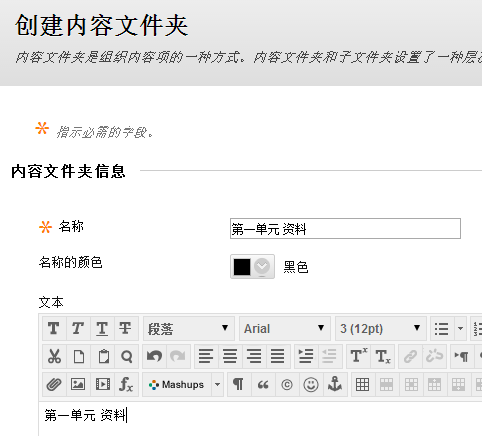 创建内容文件夹
内容文件夹是组织内容项的一种方式。内容文件夹和子文件夹设置了一种层
指示必需的字段。
内容文件夹信息
名称 第一单元 资料
名称的颜色 黑色
文本
T T T T 段落 Arial 3 (12pt)
Tx Tx
fx Mashups
第一单元 资料